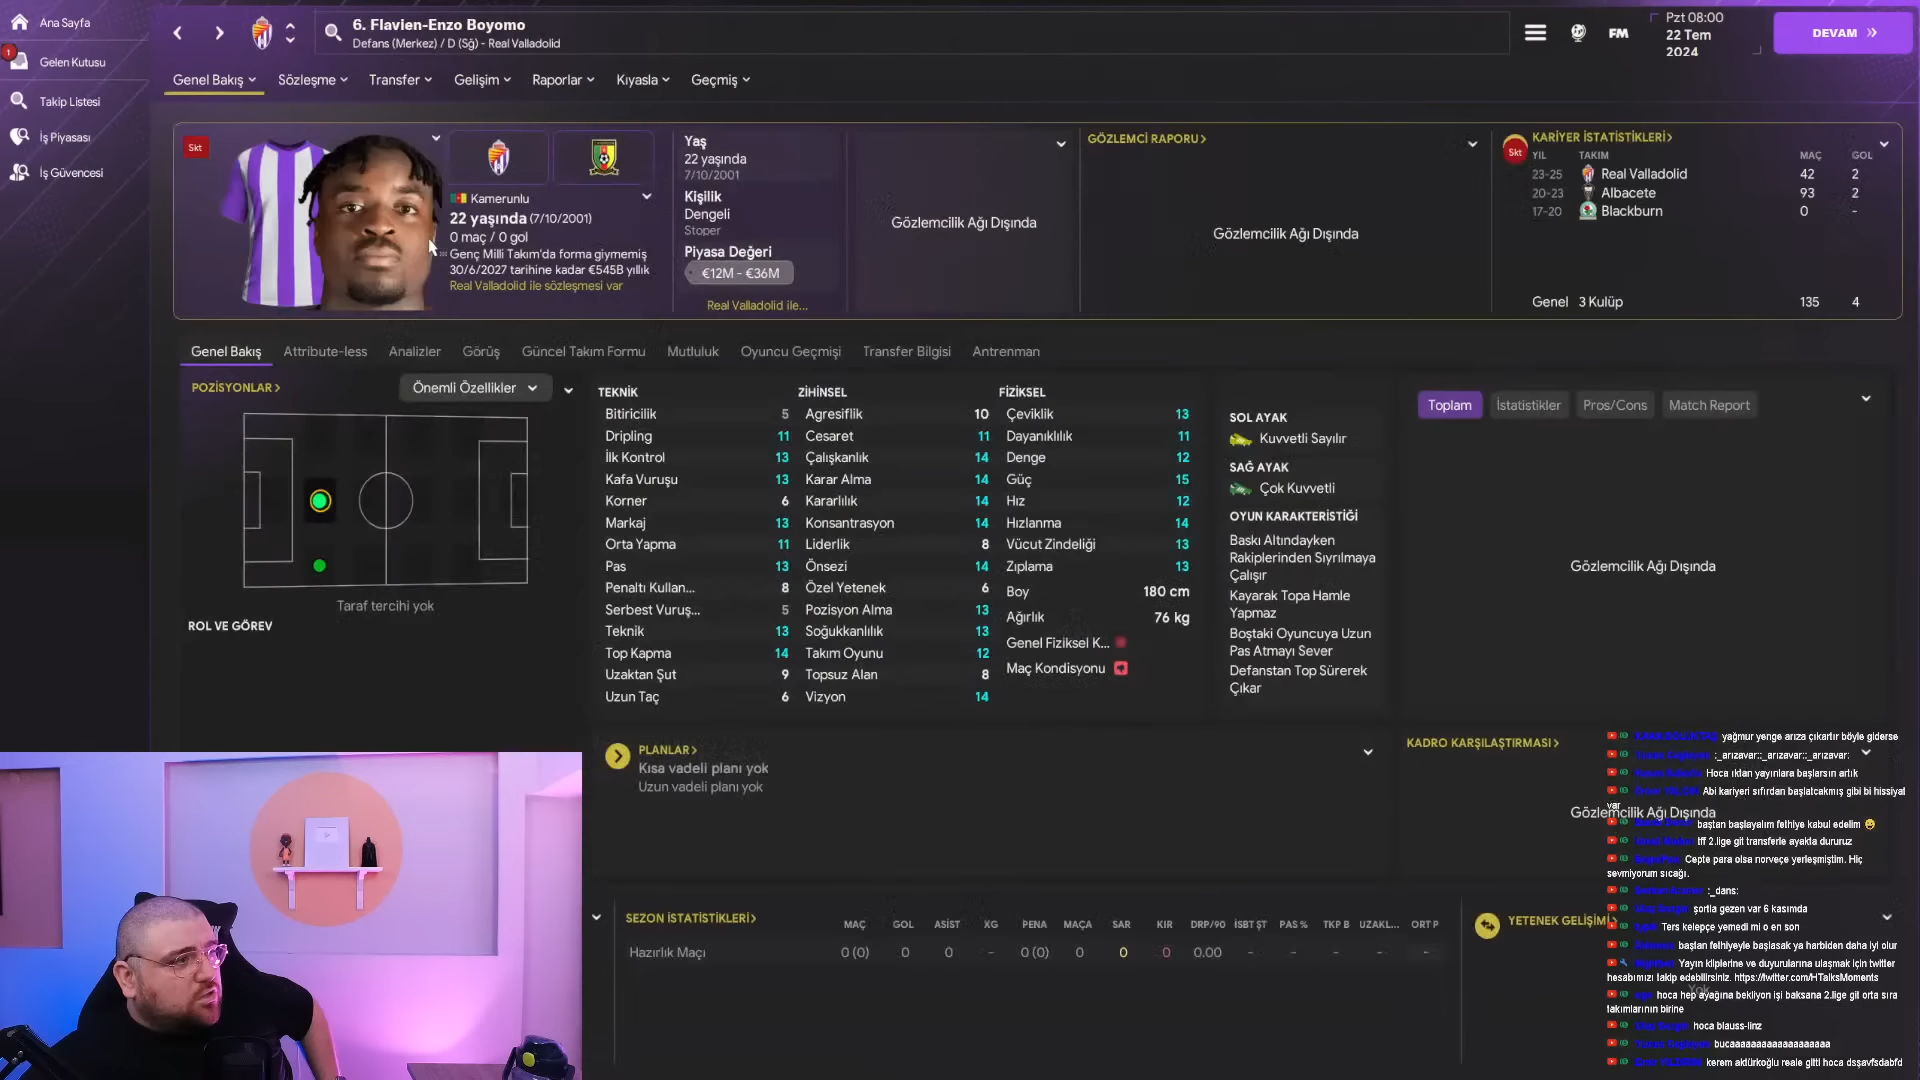 Ana Sayfa
1
Gelen Kutusu
Takip Listesi
İş Piyasası
İş Güvencesi
6. Flavien-Enzo Boyomo
Defans (Merkez) / D (Sğ) - Real Valladolid
FM
Pzt 08:00
22 Tem
2024
DEVAM
Genel Bakış
Sözleşme
Transfer
Gelişim
Raporlar
Kıyasla
Geçmiş
Skt
Kamerunlu
22 yaşında (7/10/2001)
0 maç / 0 gol
Genç Milli Takım'da forma giymemiş
30/6/2027 tarihine kadar €545B yıllık
Real Valladolid ile sözleşmesi var
Yaş
22 yaşında
7/10/2001
Kişilik
Dengeli
Stoper
Piyasa Değeri
€12M - €36M
Real Valladolid ile...
Gözlemcilik Ağı Dışında
GÖZLEMCİ RAPORU
Gözlemcilik Ağı Dışında
Skt
KARİYER İSTATİSTİKLERİ
YIL TAKIM MAÇ GOL
23-25 Real Valladolid 42 2
20-23 Albacete 93 2
17-20 Blackburn 0 -
Genel 3 Kulüp 135 4
Genel Bakış
Attribute-less
Analizler
Görüş
Güncel Takım Formu
Mutluluk
Oyuncu Geçmişi
Transfer Bilgisi
Antrenman
POZİSYONLAR
Önemli Özellikler
Taraf tercihi yok
ROL VE GÖREV
TEKNİK
Bitiricilik 5
Dripling 11
İlk Kontrol 13
Kafa Vuruşu 13
Korner 6
Markaj 13
Orta Yapma 11
Pas 13
Penaltı Kullan... 8
Serbest Vuruş... 5
Teknik 13
Top Kapma 14
Uzaktan Şut 9
Uzun Taç 6
ZİHİNSEL
Agresiflik 10
Cesaret 11
Çalışkanlık 14
Karar Alma 14
Kararlılık 14
Konsantrasyon 14
Liderlik 8
Önsezi 14
Özel Yetenek 6
Pozisyon Alma 13
Soğukkanlılık 13
Takım Oyunu 12
Topsuz Alan 8
Vizyon 14
FİZİKSEL
Çeviklik 13
Dayanıklılık 11
Denge 12
Güç 15
Hız 12
Hızlanma 14
Vücut Zindeliği 13
Zıplama 13
Boy 180 cm
Ağırlık 76 kg
Genel Fiziksel K...
Maç Kondisyonu
SOL AYAK
Kuvvetli Sayılır
SAĞ AYAK
Çok Kuvvetli
OYUN KARAKTERİSTİĞİ
Baskı Altındayken
Rakiplerinden Sıyrılmaya
Çalışır
Kayarak Topa Hamle
Yapmaz
Boştaki Oyuncuya Uzun
Pas Atmayı Sever
Defanstan Top Sürerek
Çıkar
Toplam
İstatistikler
Pros/Cons
Match Report
Gözlemcilik Ağı Dışında
PLANLAR
Kısa vadeli planı yok
Uzun vadeli planı yok
KADRO KARŞILAŞTIRMASI
Gözlemcilik Ağı Dışında
SEZON İSTATİSTİKLERİ
MAÇ GOL ASİST XG PENA MAÇA SAR KIR DRP/90 İSBT ŞT PAS % TKP B UZAKL... ORT P
Hazırlık Maçı 0 (0) 0 0 - 0 (0) 0 0 0 0.00 - - - - -
YETENEK GELİŞİMİ
Yok
yağmur yenge arıza çıkartır böyle giderse
:_arızavar::_arızavar::_arızavar:
Hoca ıklan yayınlara başlarsın artık
Abi kariyeri sıfırdan başlatcakmış gibi bi hissiyat
var
baştan başlayalım fethiye kabul edelim
iff 2.lige git transferle ayakta dururuz
Cepte para olsa norveçe yerleşmiştim. Hiç
sevmiyorum sıcağı.
:_dans:
şortla gezen var 6 kasımda
Ters kelepçe yemedi mi o en son
baştan fethiyeyle başlasak ya harbiden daha iyi olur
Yayın kliplerine ve duyurularına ulaşmak için twitter
hesabımızı takip edebilirsiniz. https://twitter.com/HTalksMoments
hoca hep ayağına bekliyon işi baksana 2.lige git orta sıra
takımlarının birine
hoca blauss-linz
bucaaaaaaaaaaaaaaaaaa
kerem aktürkoğlu reale gitti hoca dsşavfsdabfd